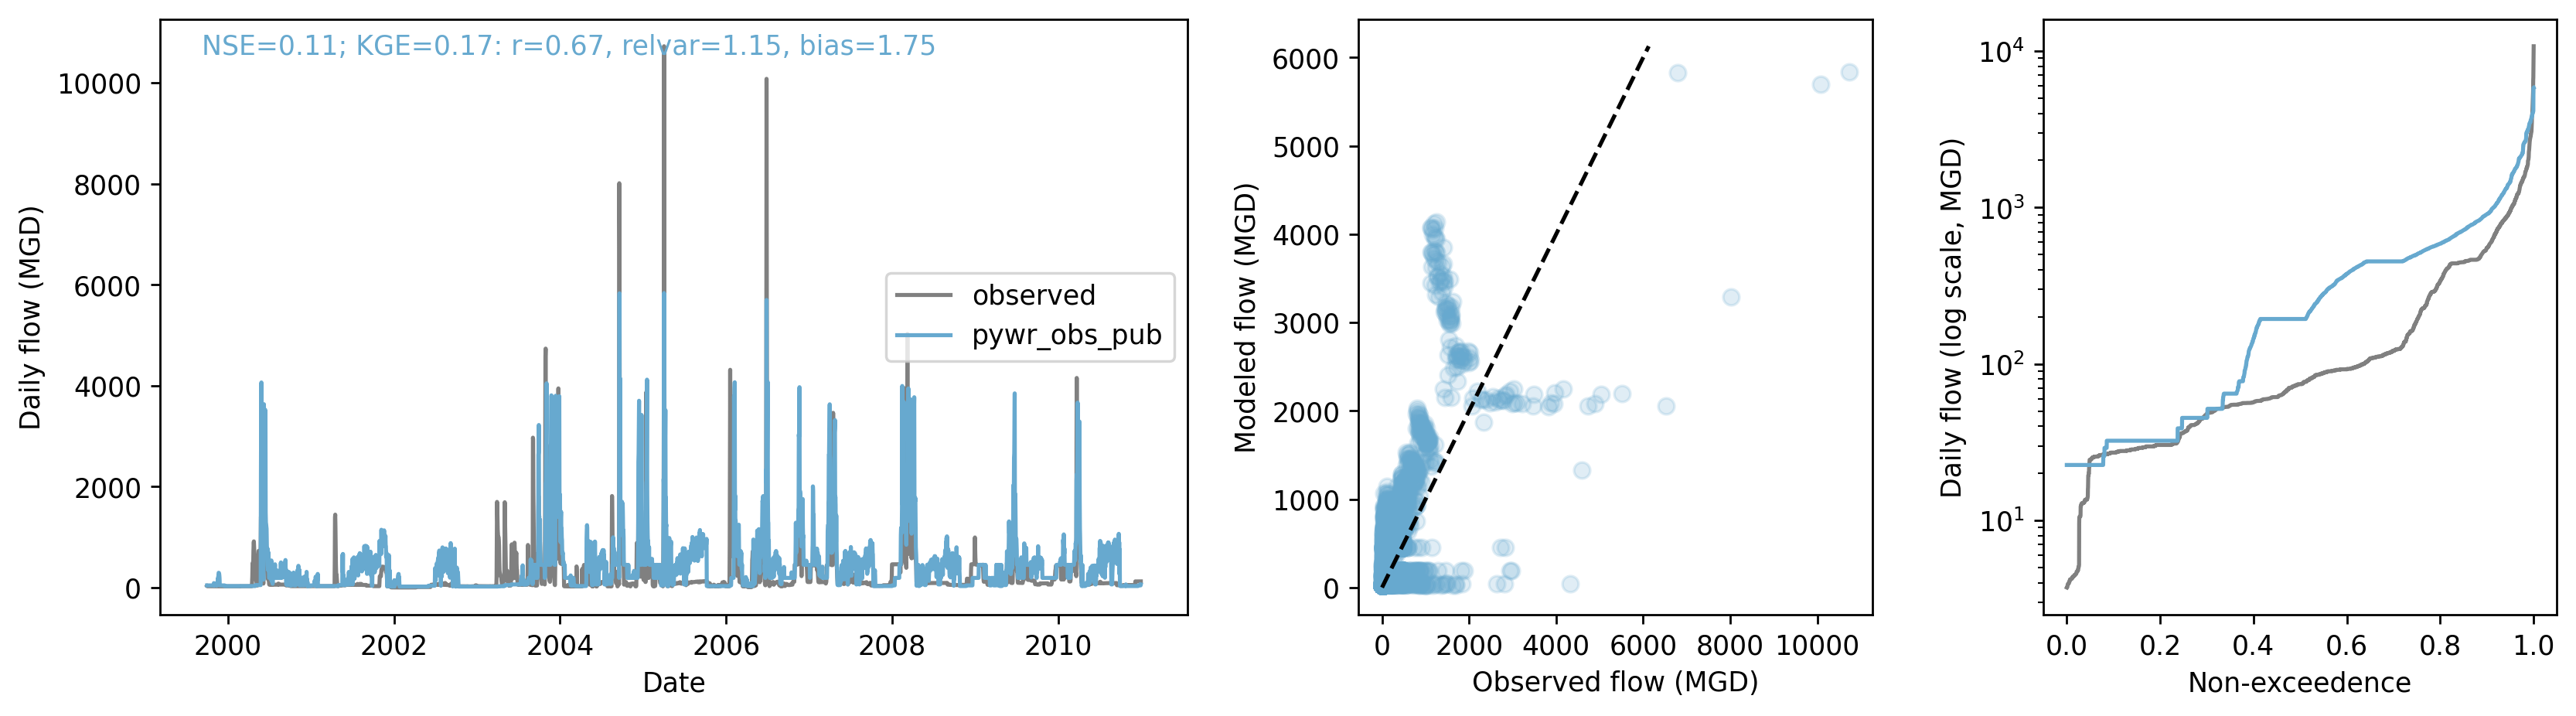 NSE=0.11; KGE=0.17: r=0.67, relvar=1.15, bias=1.75
Daily flow (MGD)
10000
8000
6000
4000
2000
0
observed
pywr_obs_pub
2000 2002 2004 2006 2008 2010
Date
Modeled flow (MGD)
6000
5000
4000
3000
2000
1000
0
0 2000 4000 6000 8000 10000
Observed flow (MGD)
Daily flow (log scale, MGD)
10⁴
10³
10²
10¹
0.0 0.2 0.4 0.6 0.8 1.0
Non-exceedence